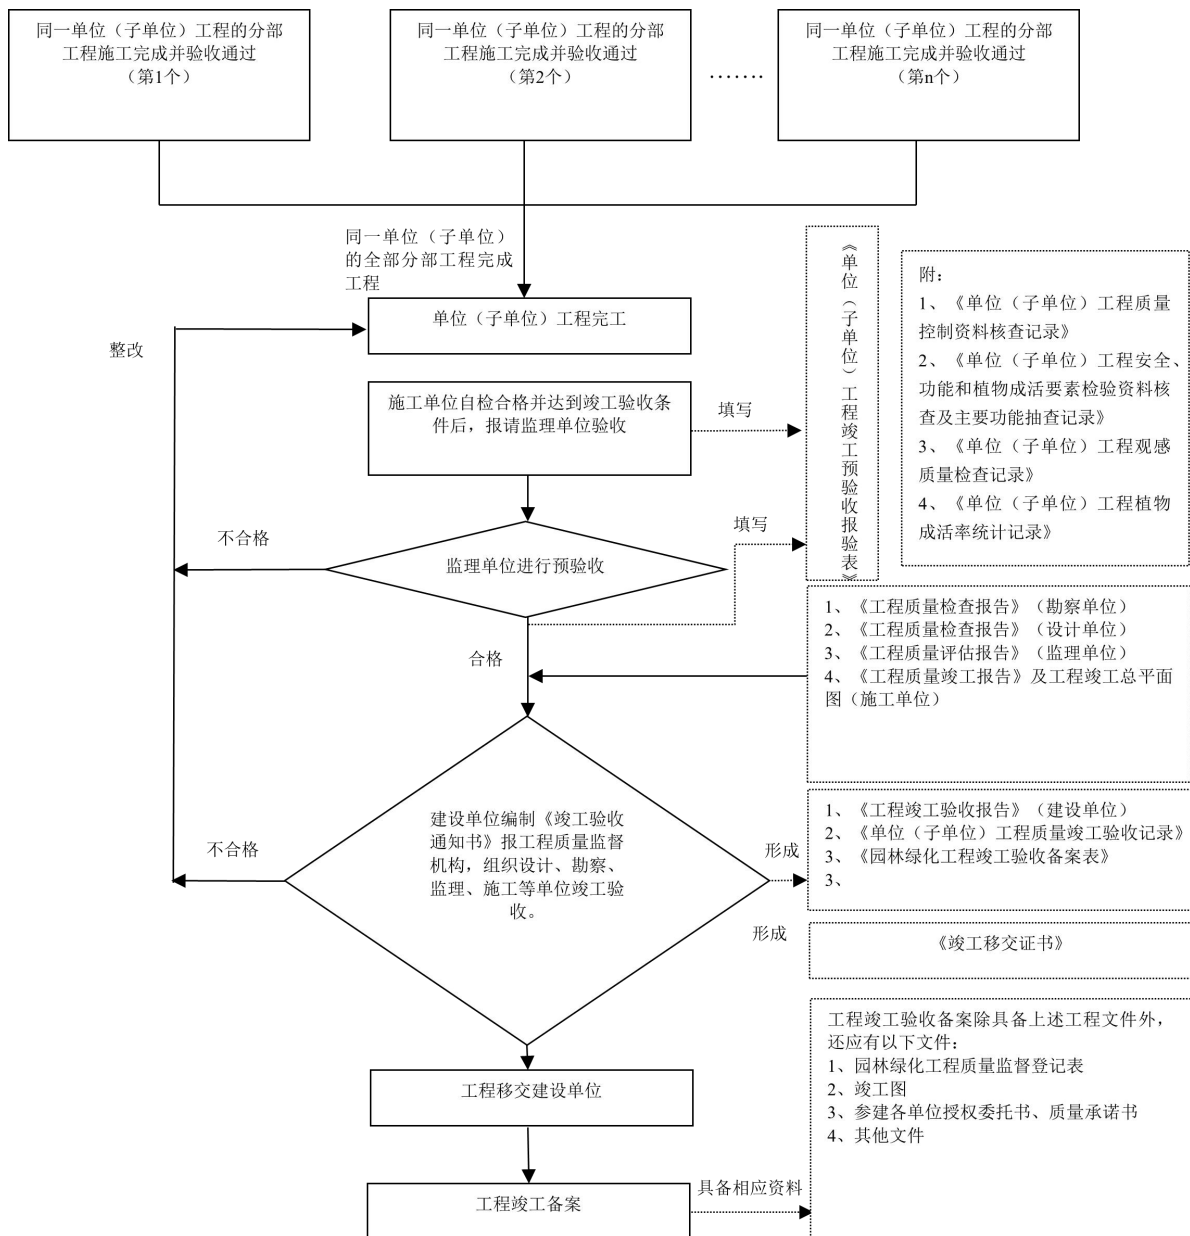 同一单位（子单位）工程的分部
工程施工完成并验收通过
（第1个）
同一单位（子单位）工程的分部
工程施工完成并验收通过
（第2个）
·······
同一单位（子单位）工程的分部
工程施工完成并验收通过
（第n个）
同一单位（子单位）
的全部分部工程完成
工程
单位（子单位）工程完工
整改
施工单位自检合格并达到竣工验收条
件后，报请监理单位验收
填写
《单位（子单位）工程竣工预验收报验表》
附：
1、《单位（子单位）工程质量
控制资料核查记录》
2、《单位（子单位）工程安全、
功能和植物成活要素检验资料核
查及主要功能抽查记录》
3、《单位（子单位）工程观感
质量检查记录》
4、《单位（子单位）工程植物
成活率统计记录》
不合格
监理单位进行预验收
填写
合格
1、《工程质量检查报告》（勘察单位）
2、《工程质量检查报告》（设计单位）
3、《工程质量评估报告》（监理单位）
4、《工程质量竣工报告》及工程竣工总平面
图（施工单位）
不合格
建设单位编制《竣工验收
通知书》报工程质量监督
机构，组织设计、勘察、
监理、施工等单位竣工验
收。
形成
1、《工程竣工验收报告》（建设单位）
2、《单位（子单位）工程质量竣工验收记录》
3、《园林绿化工程竣工验收备案表》
3、
形成
《竣工移交证书》
工程移交建设单位
工程竣工备案
具备相应资料
工程竣工验收备案除具备上述工程文件外，
还应有以下文件：
1、园林绿化工程质量监督登记表
2、竣工图
3、参建各单位授权委托书、质量承诺书
4、其他文件